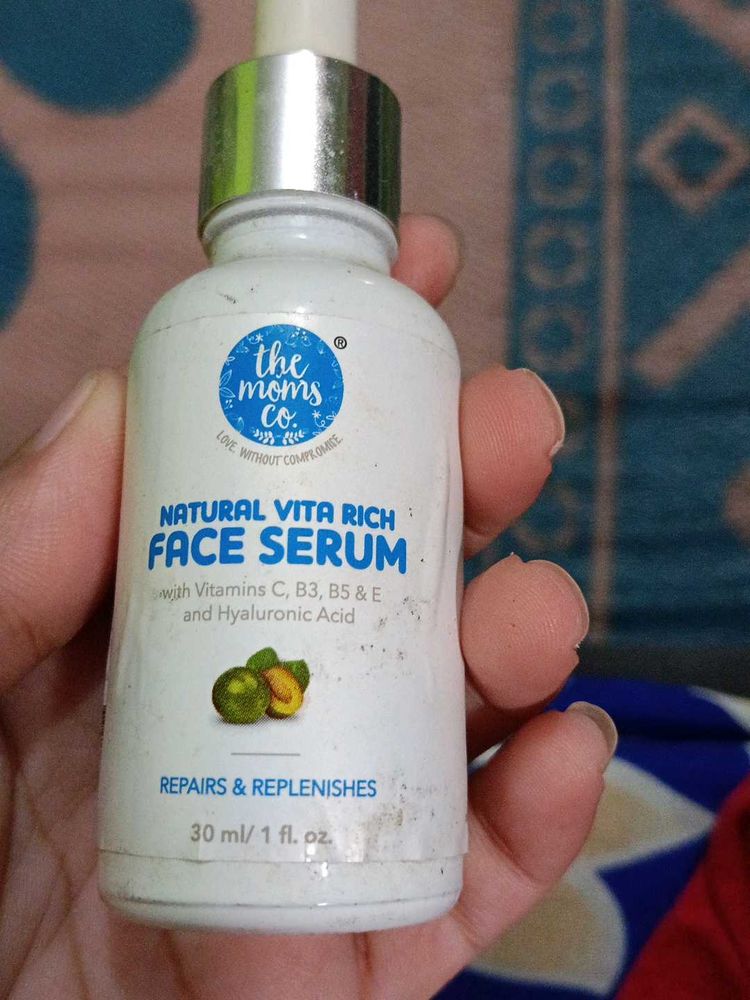 the
moms
co.
®
LOVE. WITHOUT COMPROMISE.
NATURAL VITA RICH
FACE SERUM
with Vitamins C, B3, B5 & E
and Hyaluronic Acid
REPAIRS & REPLENISHES
30 ml/ 1 fl. oz.